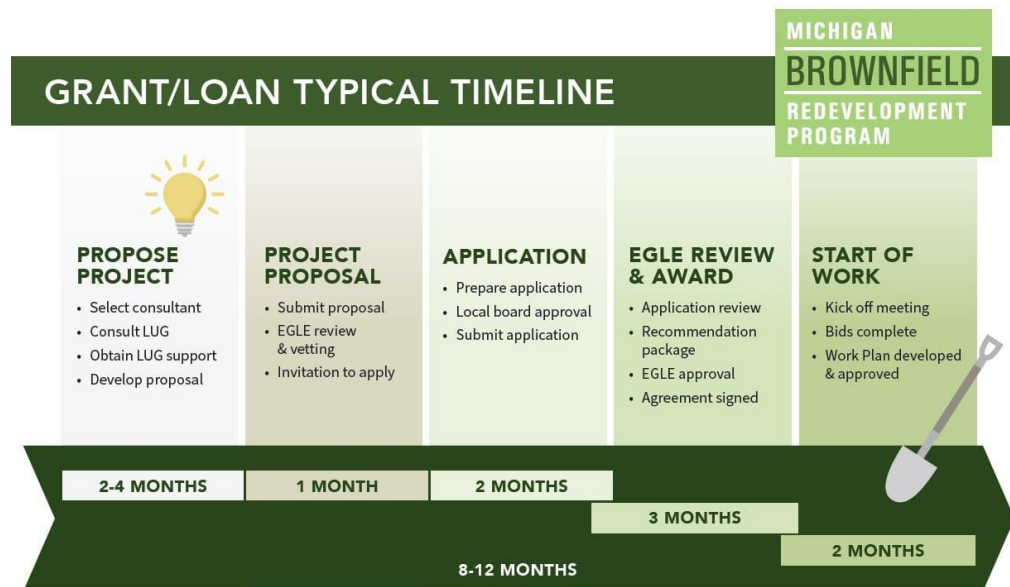 MICHIGAN
BROWNFIELD
REDEVELOPMENT
PROGRAM
GRANT/LOAN TYPICAL TIMELINE
PROPOSE
PROJECT
• Select consultant
• Consult LUG
• Obtain LUG support
• Develop proposal
PROJECT
PROPOSAL
• Submit proposal
• EGLE review
& vetting
• Invitation to apply
APPLICATION
• Prepare application
• Local board approval
• Submit application
EGLE REVIEW
& AWARD
• Application review
• Recommendation
package
• EGLE approval
• Agreement signed
START OF
WORK
• Kick off meeting
• Bids complete
• Work Plan developed
& approved
2-4 MONTHS
1 MONTH
2 MONTHS
3 MONTHS
2 MONTHS
8-12 MONTHS